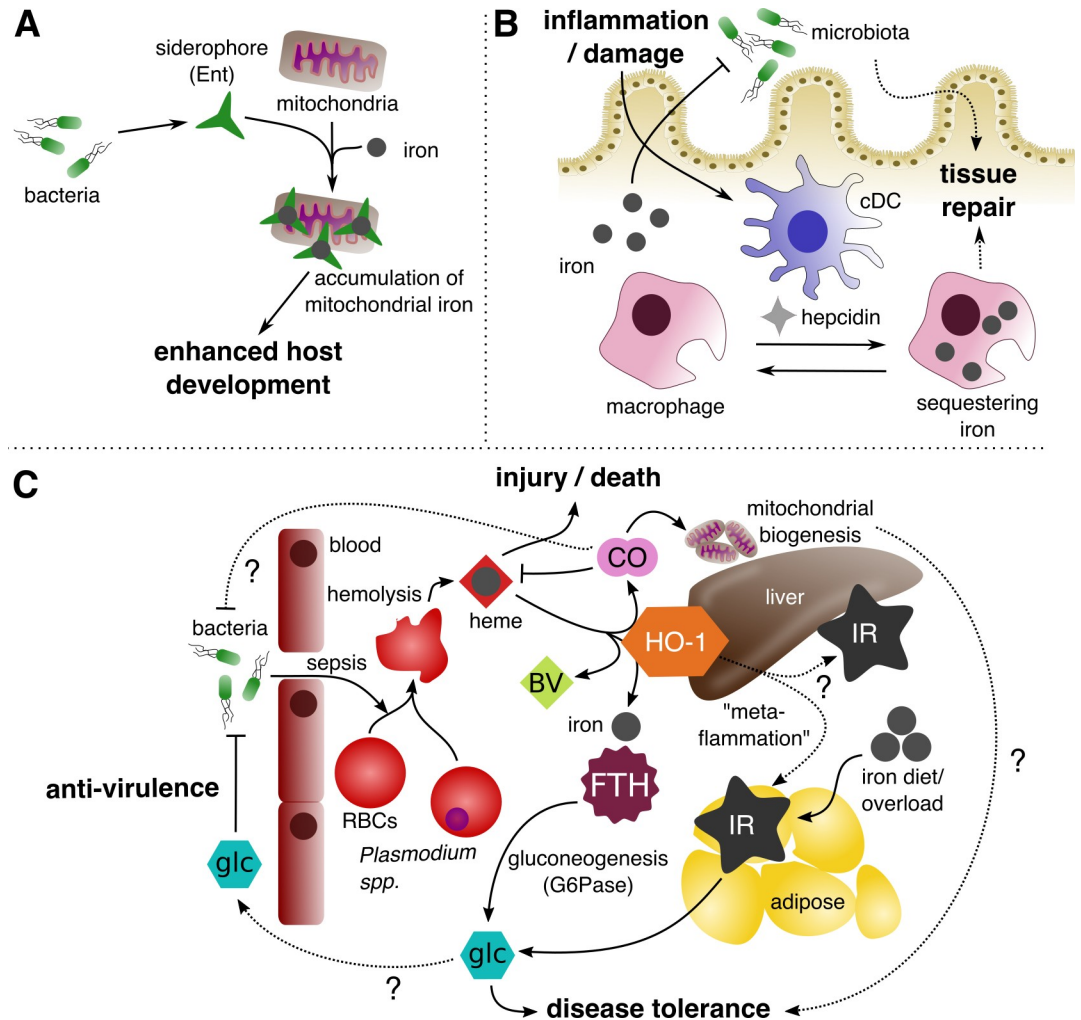 A
siderophore
(Ent)
mitochondria
iron
bacteria
accumulation of
mitochondrial iron
enhanced host
development
B
inflammation
/ damage
microbiota
tissue
repair
cDC
iron
hepcidin
macrophage
sequestering
iron
C
injury / death
mitochondrial
biogenesis
?
blood
CO
hemolysis
liver
heme
IR
HO-1
bacteria
sepsis
BV
?
"meta-
flammation"
iron
iron diet/
overload
?
FTH
anti-virulence
RBCs
IR
Plasmodium
spp.
gluconeogenesis
(G6Pase)
glc
adipose
glc
?
disease tolerance